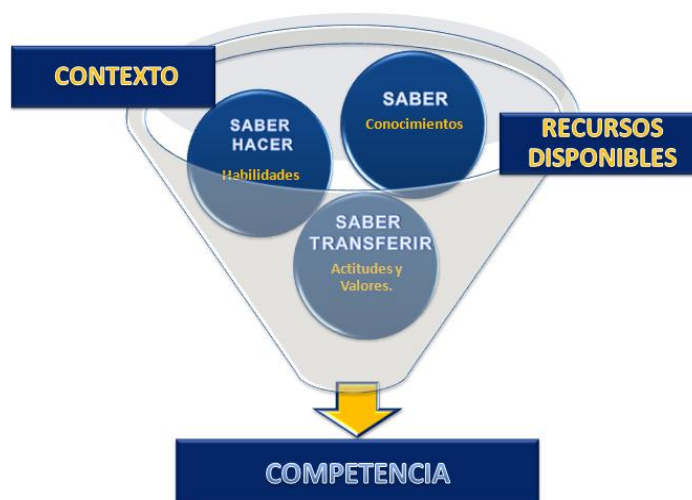 CONTEXTO
SABER
Conocimientos
SABER
HACER
Habilidades
RECURSOS
DISPONIBLES
SABER
TRANSFERIR
Actitudes y
Valores.
COMPETENCIA